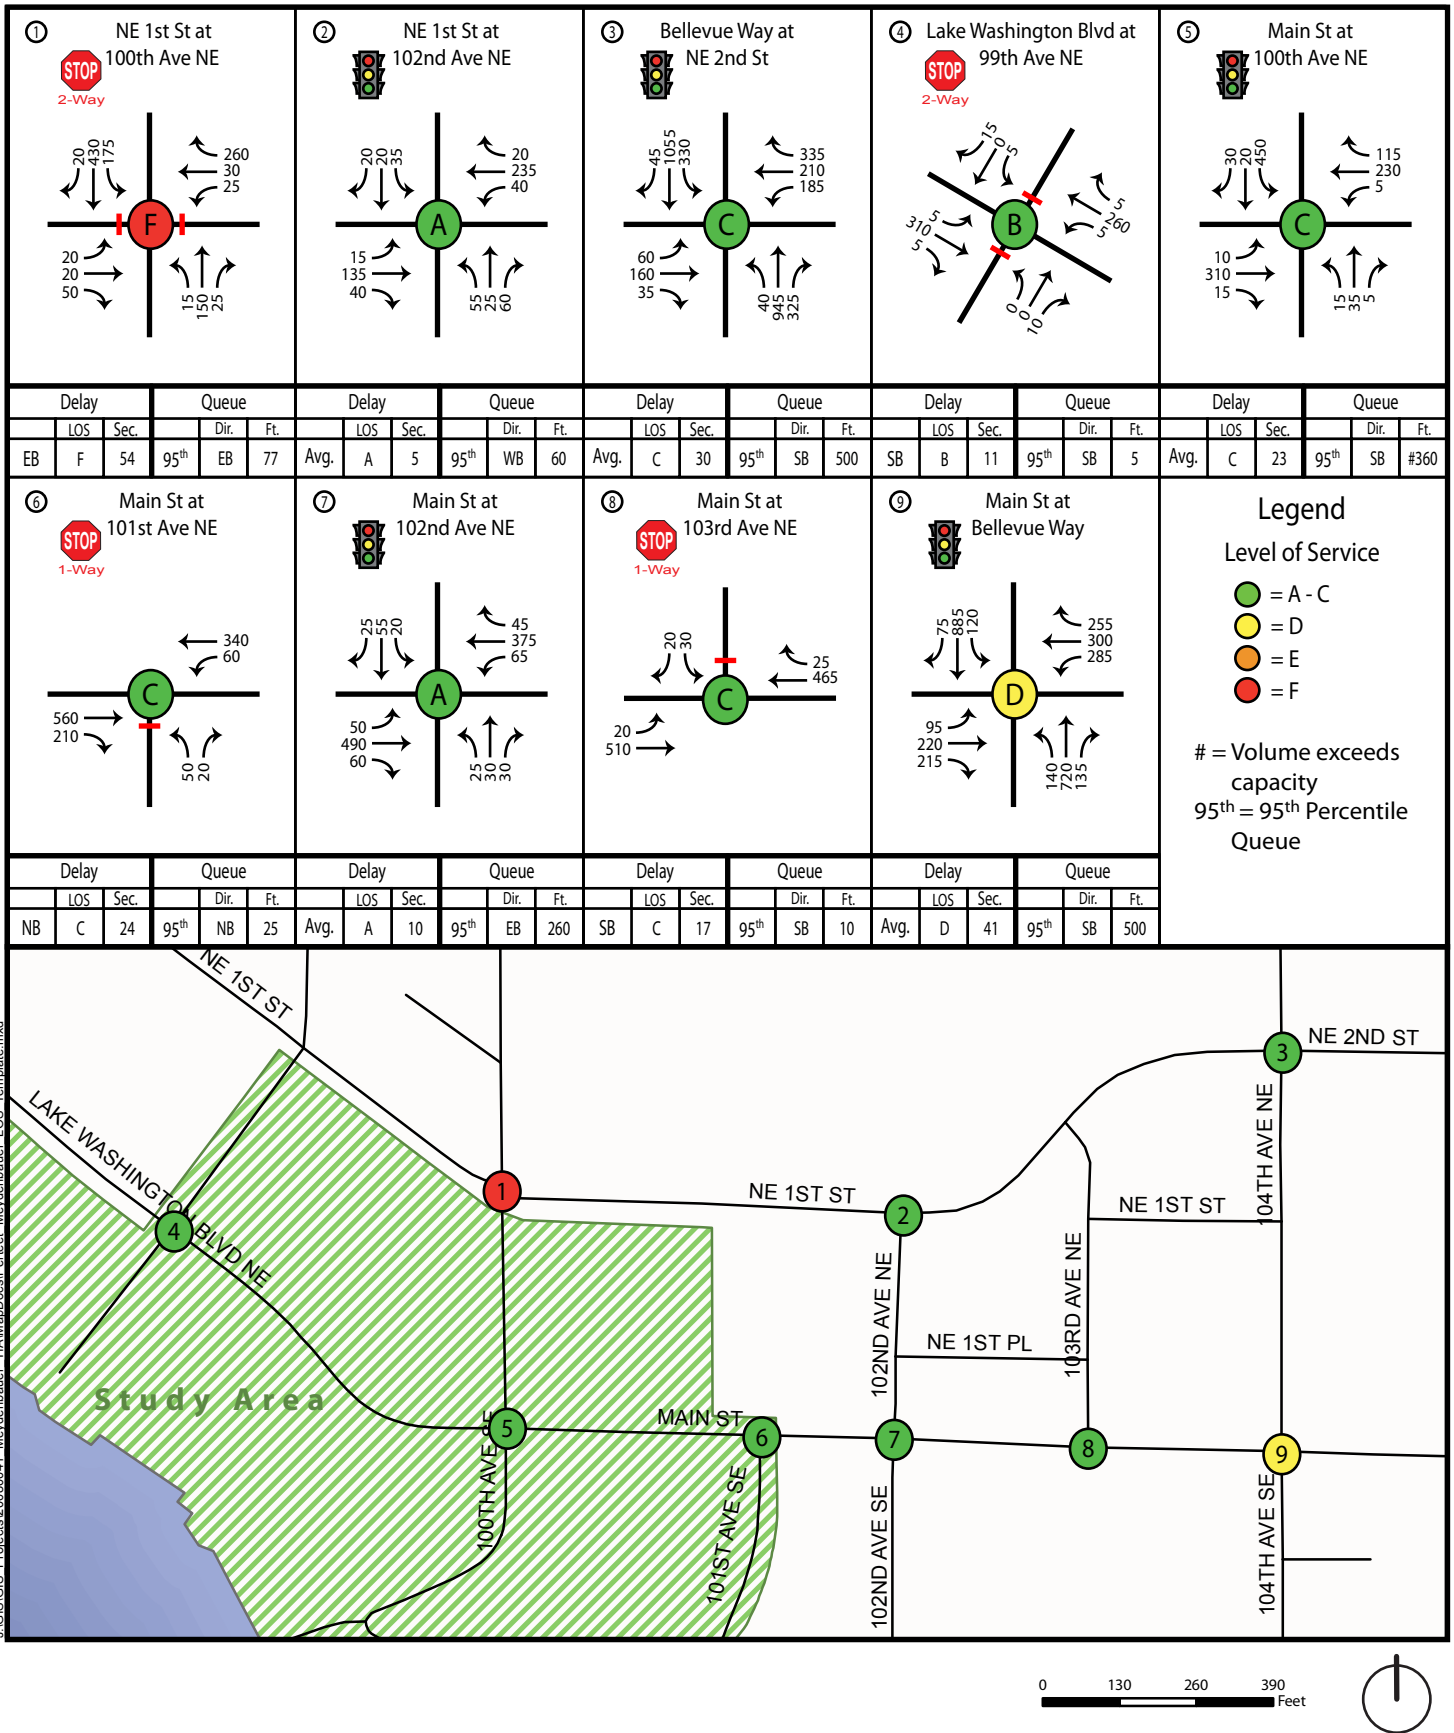 1
NE 1st St at
100th Ave NE
STOP
2-Way
20
430
175
260
30
25
F
20
20
50
15
150
25
Delay Queue
LOS Sec. Dir. Ft.
EB F 54 95th EB 77
2
NE 1st St at
102nd Ave NE
20
20
35
20
235
40
A
15
135
40
55
25
60
Delay Queue
LOS Sec. Dir. Ft.
Avg. A 5 95th WB 60
3
Bellevue Way at
NE 2nd St
45
1055
330
335
210
185
C
60
160
35
40
945
325
Delay Queue
LOS Sec. Dir. Ft.
Avg. C 30 95th SB 500
4
Lake Washington Blvd at
99th Ave NE
STOP
2-Way
15
0
5
5
260
5
B
5
310
5
0
0
10
Delay Queue
LOS Sec. Dir. Ft.
SB B 11 95th SB 5
5
Main St at
100th Ave NE
30
20
450
115
230
5
C
10
310
15
15
35
5
Delay Queue
LOS Sec. Dir. Ft.
Avg. C 23 95th SB #360
6
Main St at
101st Ave NE
STOP
1-Way
340
60
C
560
210
50
20
Delay Queue
LOS Sec. Dir. Ft.
NB C 24 95th NB 25
7
Main St at
102nd Ave NE
25
55
20
45
375
65
A
50
490
60
25
30
30
Delay Queue
LOS Sec. Dir. Ft.
Avg. A 10 95th EB 260
8
Main St at
103rd Ave NE
STOP
1-Way
20
30
25
465
C
20
510
Delay Queue
LOS Sec. Dir. Ft.
SB C 17 95th SB 10
9
Main St at
Bellevue Way
75
885
120
255
300
285
D
95
220
215
140
720
135
Delay Queue
LOS Sec. Dir. Ft.
Avg. D 41 95th SB 500
Legend
Level of Service
= A - C
= D
= E
= F
# = Volume exceeds
capacity
95th = 95th Percentile
Queue
NE 1ST ST
NE 2ND ST
3
LAKE WASHINGTON BLVD NE
104TH AVE NE
1
NE 1ST ST
2
NE 1ST ST
4
102ND AVE NE
103RD AVE NE
NE 1ST PL
Study Area
MAIN ST
5
6
7
8
9
100TH AVE SE
101ST AVE SE
102ND AVE SE
104TH AVE SE
0 130 260 390
Feet